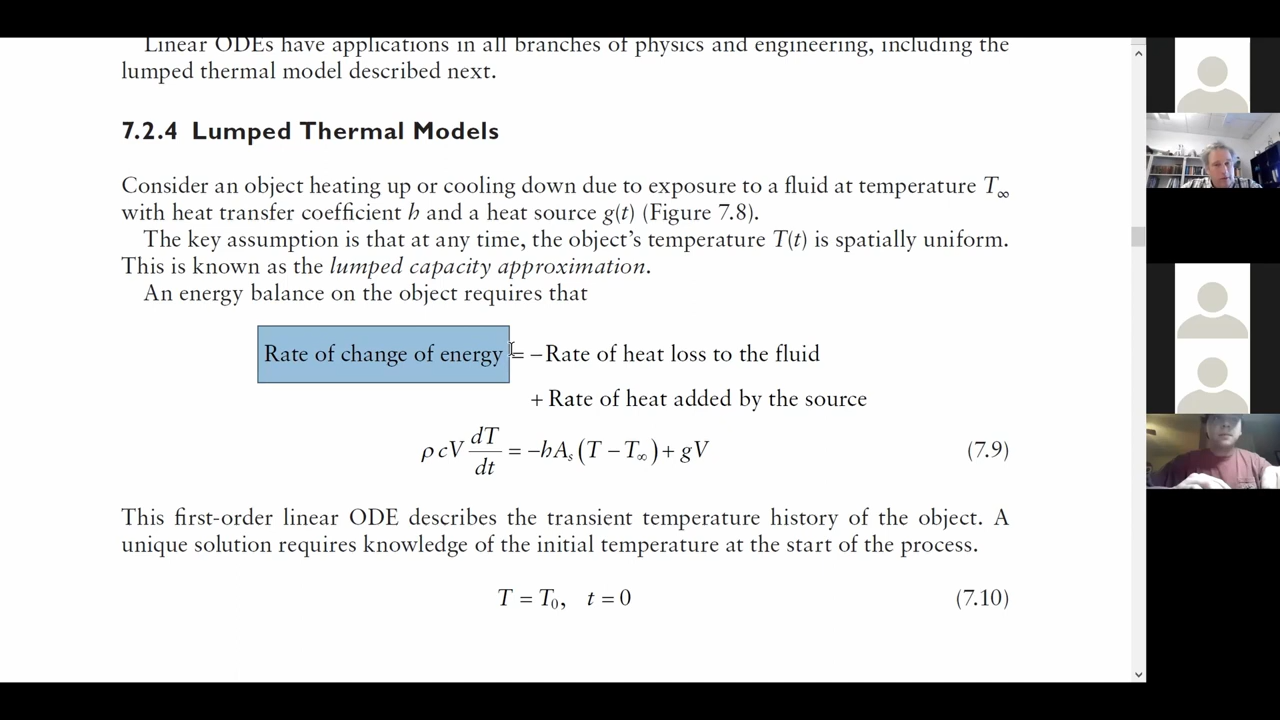 Linear ODEs have applications in all branches of physics and engineering, including the
lumped thermal model described next.
7.2.4 Lumped Thermal Models
Consider an object heating up or cooling down due to exposure to a fluid at temperature T∞
with heat transfer coefficient h and a heat source g(t) (Figure 7.8).
The key assumption is that at any time, the object's temperature T(t) is spatially uniform.
This is known as the lumped capacity approximation.
An energy balance on the object requires that
Rate of change of energy = −Rate of heat loss to the fluid
+ Rate of heat added by the source
ρcV dT/dt = −hAₛ(T − T∞) + gV (7.9)
This first-order linear ODE describes the transient temperature history of the object. A
unique solution requires knowledge of the initial temperature at the start of the process.
T = T₀, t = 0 (7.10)